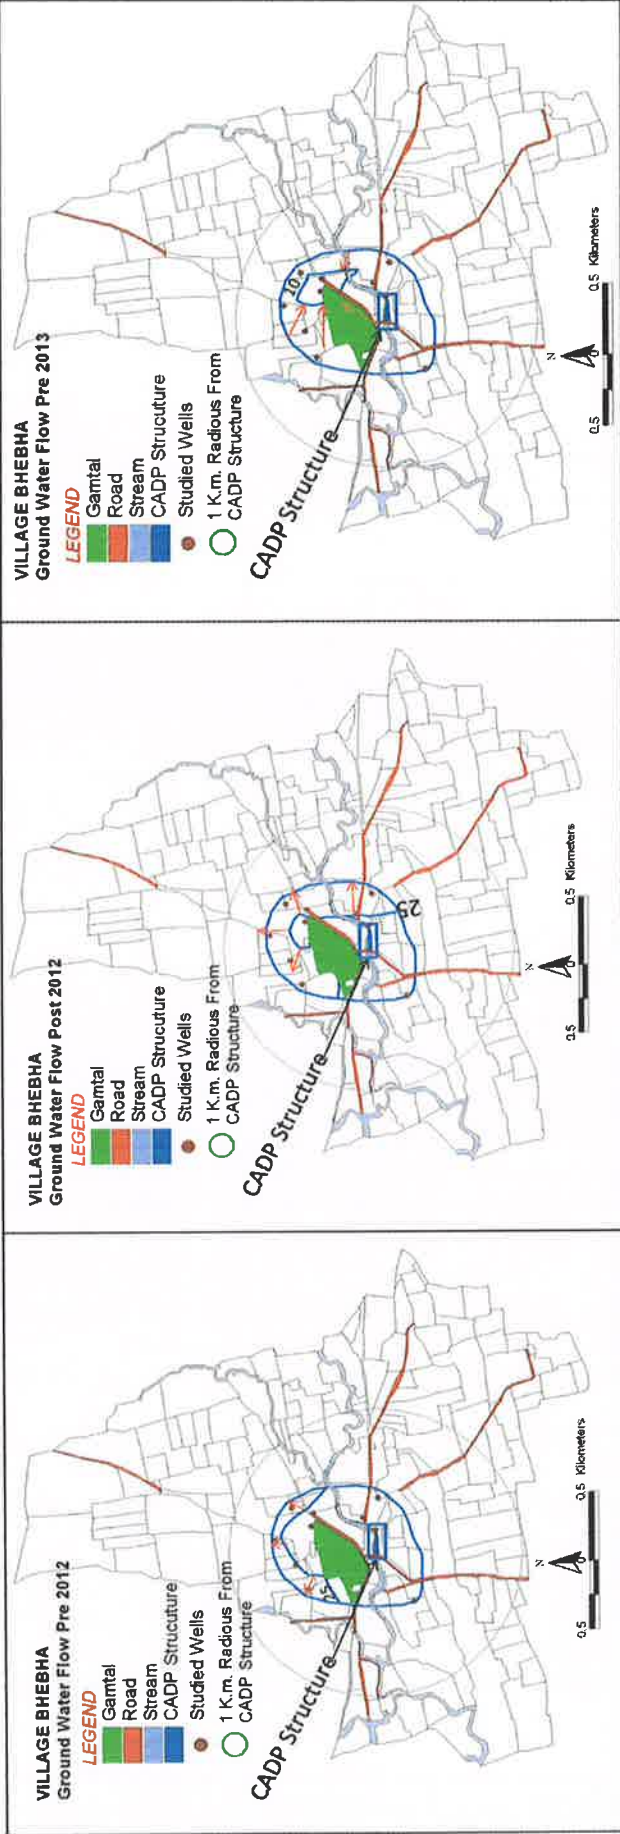 VILLAGE BHEBHA
Ground Water Flow Pre 2012
LEGEND
Gamtal
Road
Stream
CADP Strucuture
Studied Wells
1 K.m. Radious From
CADP Structure
CADP Structure
N
0.5 0 0.5 Kilometers
VILLAGE BHEBHA
Ground Water Flow Post 2012
LEGEND
Gamtal
Road
Stream
CADP Strucuture
Studied Wells
1 K.m. Radious From
CADP Structure
CADP Structure
25
N
0.5 0 0.5 Kilometers
VILLAGE BHEBHA
Ground Water Flow Pre 2013
LEGEND
Gamtal
Road
Stream
CADP Strucuture
Studied Wells
1 K.m. Radious From
CADP Structure
10
CADP Structure
N
0.5 0 0.5 Kilometers